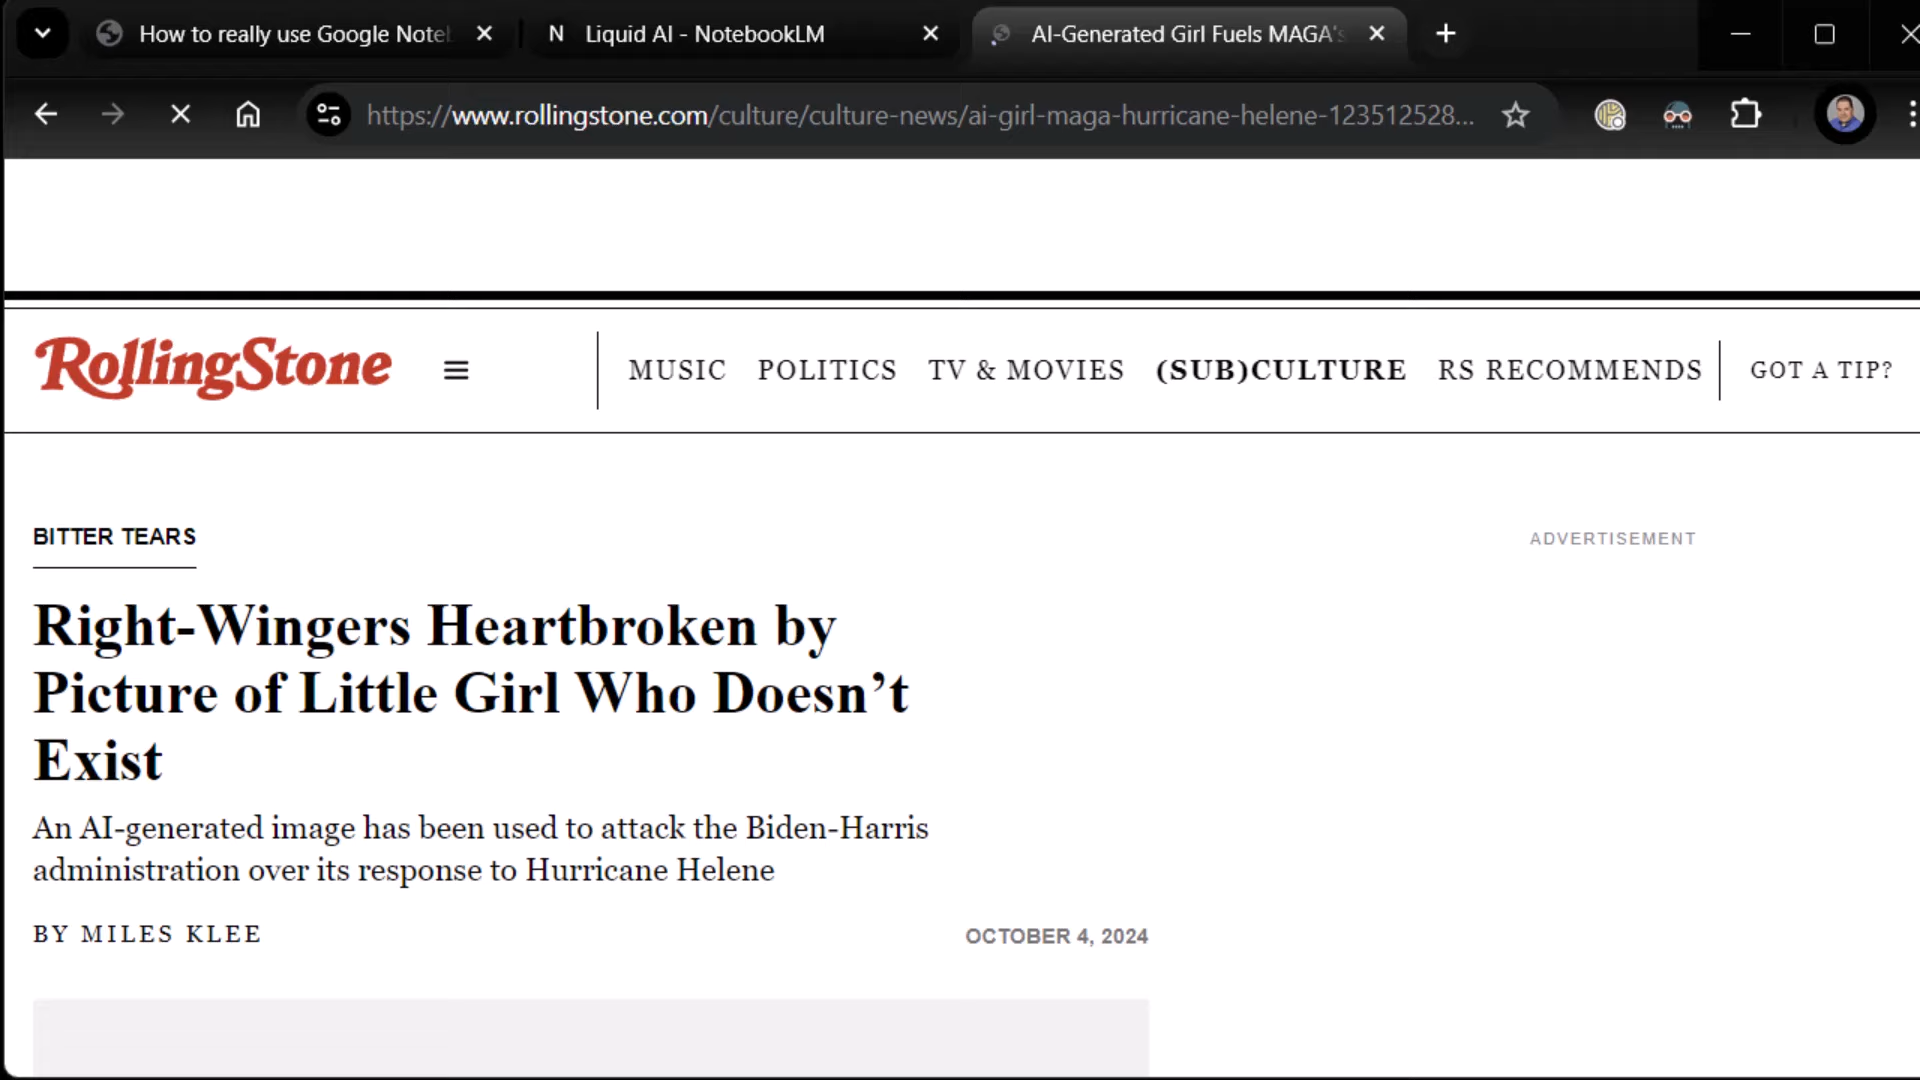 How to really use Google Note
N Liquid AI - NotebookLM
AI-Generated Girl Fuels MAGA's
https://www.rollingstone.com/culture/culture-news/ai-girl-maga-hurricane-helene-123512528...
RollingStone
MUSIC POLITICS TV & MOVIES (SUB)CULTURE RS RECOMMENDS GOT A TIP?
BITTER TEARS
ADVERTISEMENT
Right-Wingers Heartbroken by
Picture of Little Girl Who Doesn’t
Exist
An AI-generated image has been used to attack the Biden-Harris
administration over its response to Hurricane Helene
BY MILES KLEE
OCTOBER 4, 2024